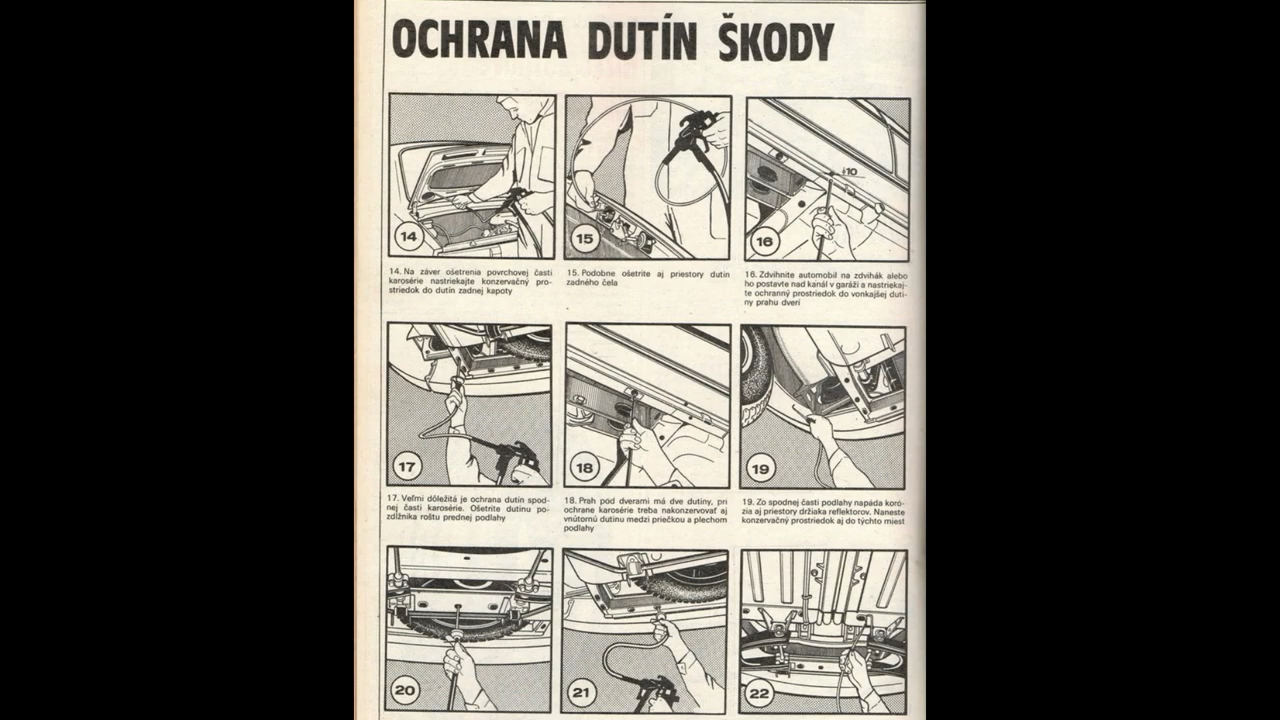 OCHRANA DUTÍN ŠKODY
14
15
±10
16
14. Na záver ošetrenia povrchovej časti
karosérie nastriekajte konzervačný pro-
striedok do dutín zadnej kapoty
15. Podobne ošetrite aj priestory dutín
zadného čela
16. Zdvihnite automobil na zdvihák alebo
ho postavte nad kanál v garáži a nastriekaj-
te ochranný prostriedok do vonkajšej duti-
ny prahu dverí
17
18
19
17. Veľmi dôležitá je ochrana dutín spod-
nej časti karosérie. Ošetrite dutinu po-
zdĺžnika roštu prednej podlahy
18. Prah pod dverami má dve dutiny, pri
ochrane karosérie treba nakonzervovať aj
vnútornú dutinu medzi priečkou a plechom
podlahy
19. Zo spodnej časti podlahy napáda koró-
zia aj priestory držiaka reflektorov. Naneste
konzervačný prostriedok aj do týchto miest
20
21
22